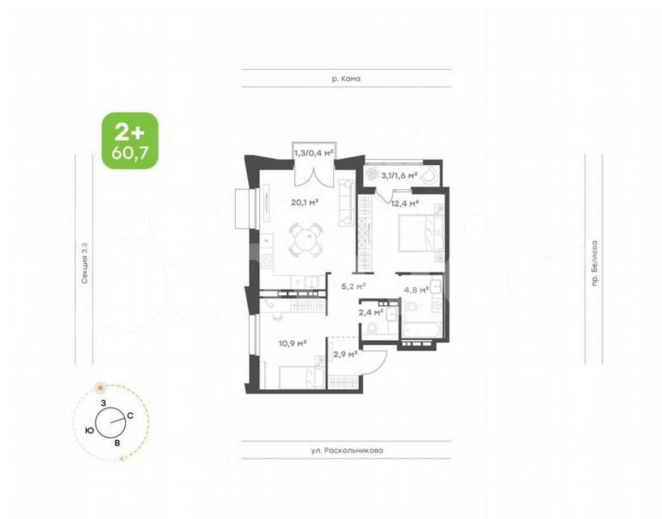 р. Кама
2+
60,7
1,3/0,4 м²
3,1/1,6 м²
20,1 м²
12,4 м²
Секция 3.3
пр. Беляева
5,2 м²
4,8 м²
2,4 м²
10,9 м²
2,9 м²
З
С
Ю
В
ул. Раскольникова